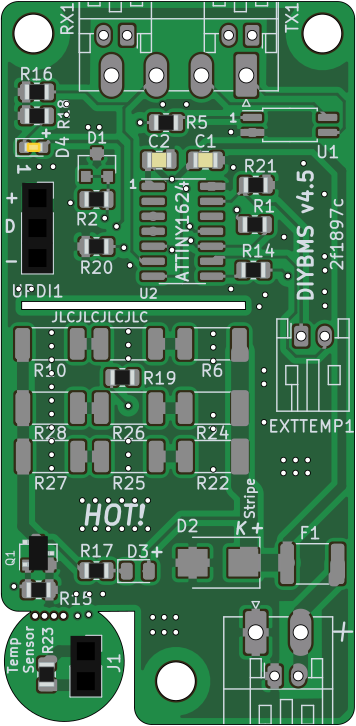 RX1
TX1
R16
R1
R5
1
U1
D4
+
D1
C2
C1
1
R21
+
D
–
1
R2
ATTINY1624
R1
R20
R14
DIYBMS v4.5
2f1897c
UPDI1
U2
JLCJLCJLCJLC
R10
R6
R19
R28
R26
R24
EXTTEMP1
R27
R25
R22
HOT!
Stripe
D2
K+
F1
Q1
R17
D3+
R15
Temp
Sensor
R23
J1
+